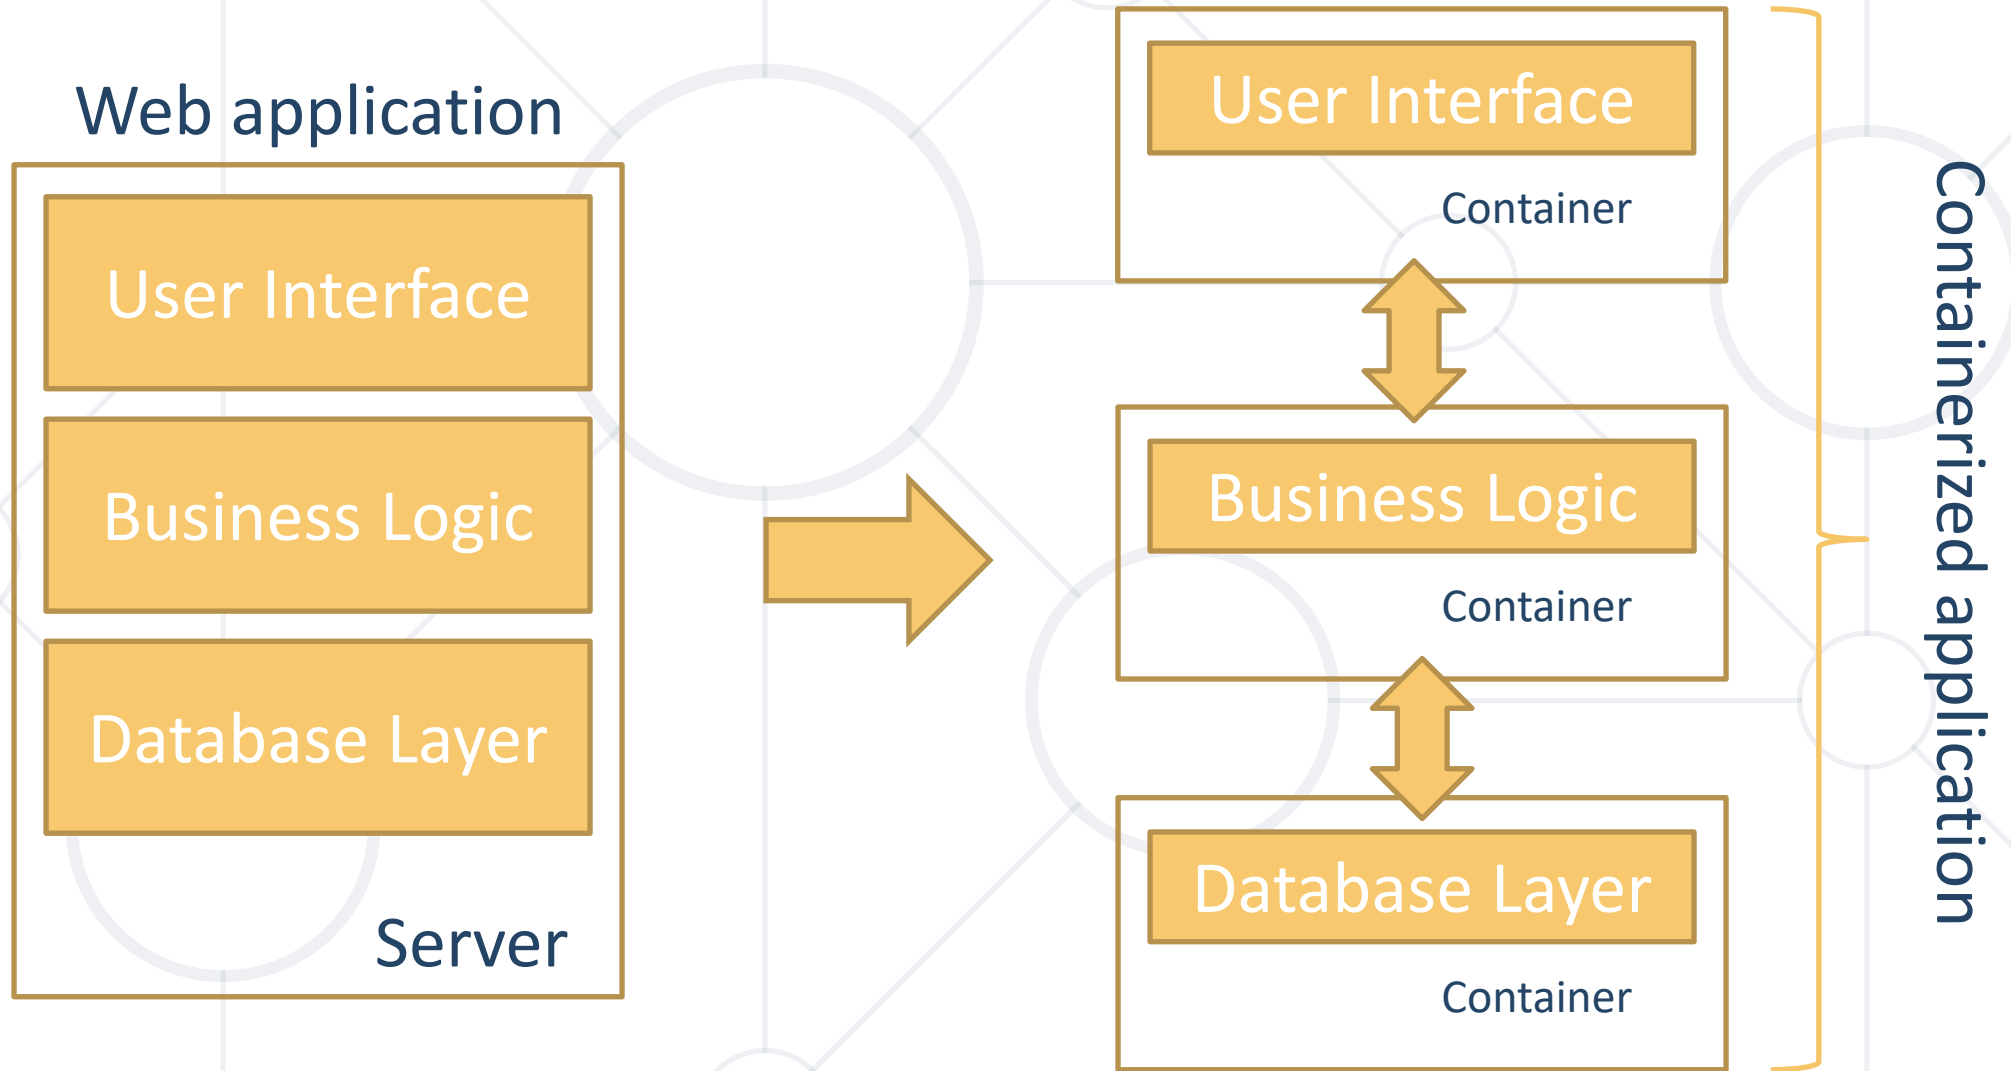 Web application
User Interface
Business Logic
Database Layer
Server
User Interface
Container
Business Logic
Container
Database Layer
Container
Containerized application